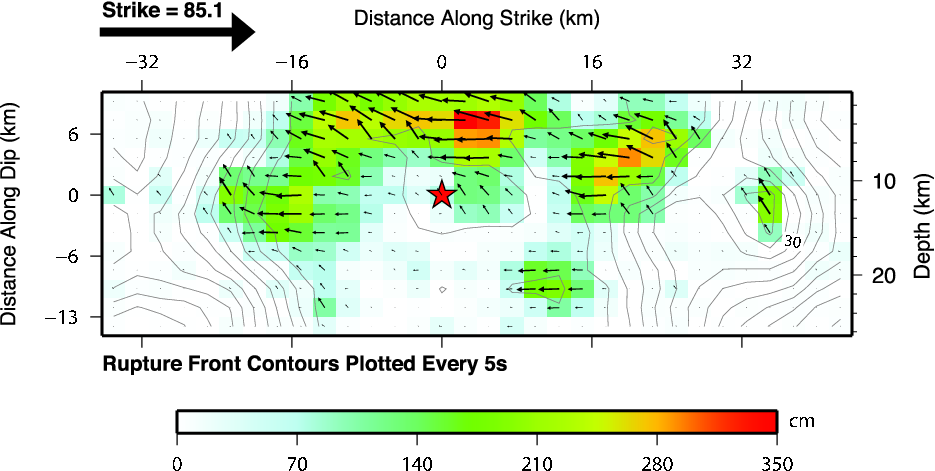 Strike = 85.1
Distance Along Strike (km)
−32 −16 0 16 32
Distance Along Dip (km)
6
0
−6
−13
10
20
Depth (km)
30
Rupture Front Contours Plotted Every 5s
cm
0 70 140 210 280 350